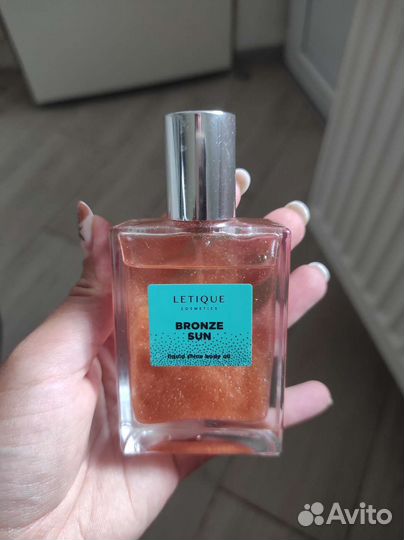 LETIQUE
COSMETICS
BRONZE
SUN
liquid shine body oil
Avito